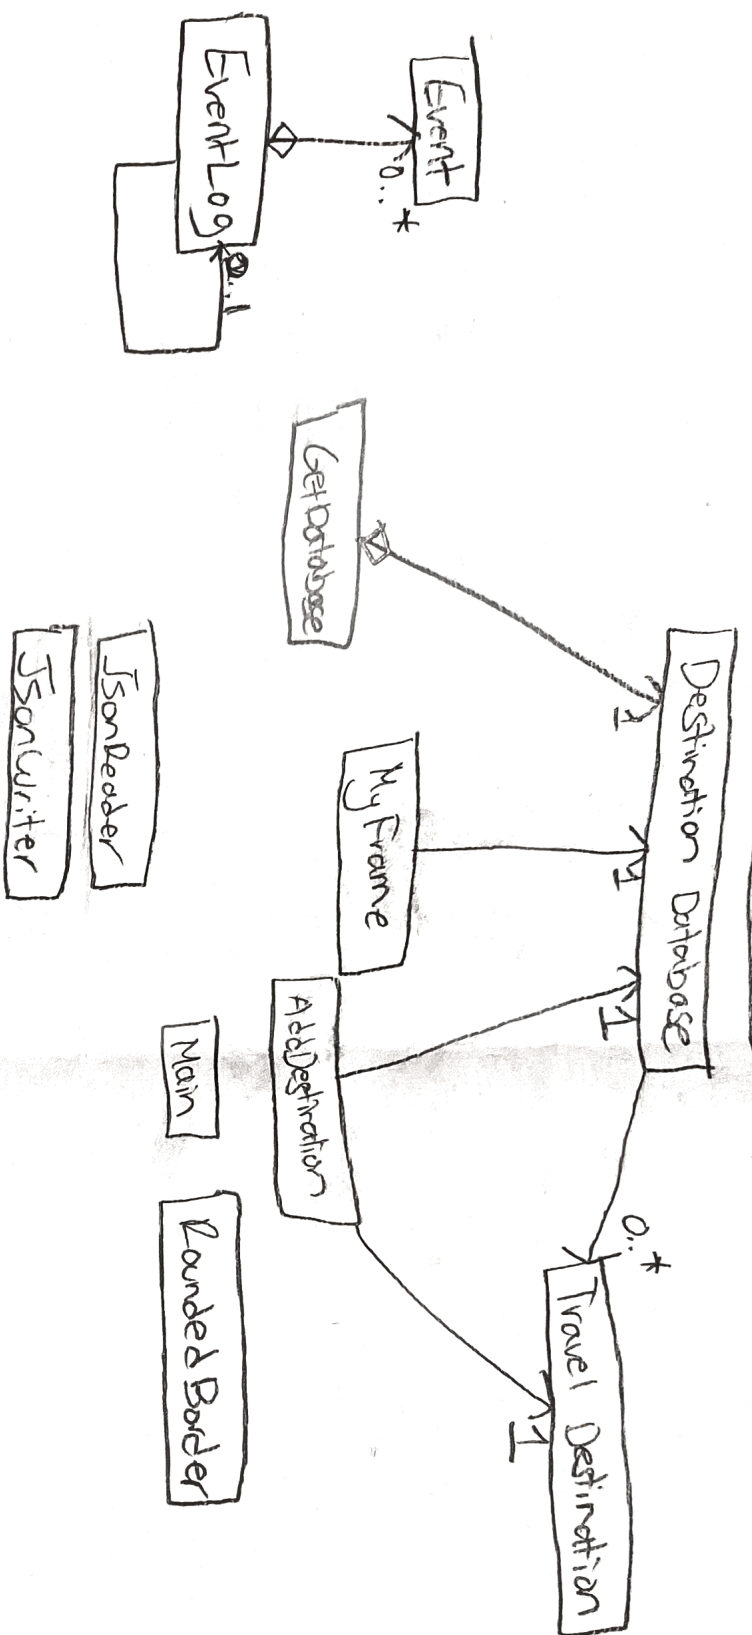 Event
0..*
EventLog
0..1
GetDatabase
Destination Database
1
1
1
MyFrame
JsonReader
JsonWriter
AddDestination
Main
0..*
Travel Destination
1
RoundedBorder